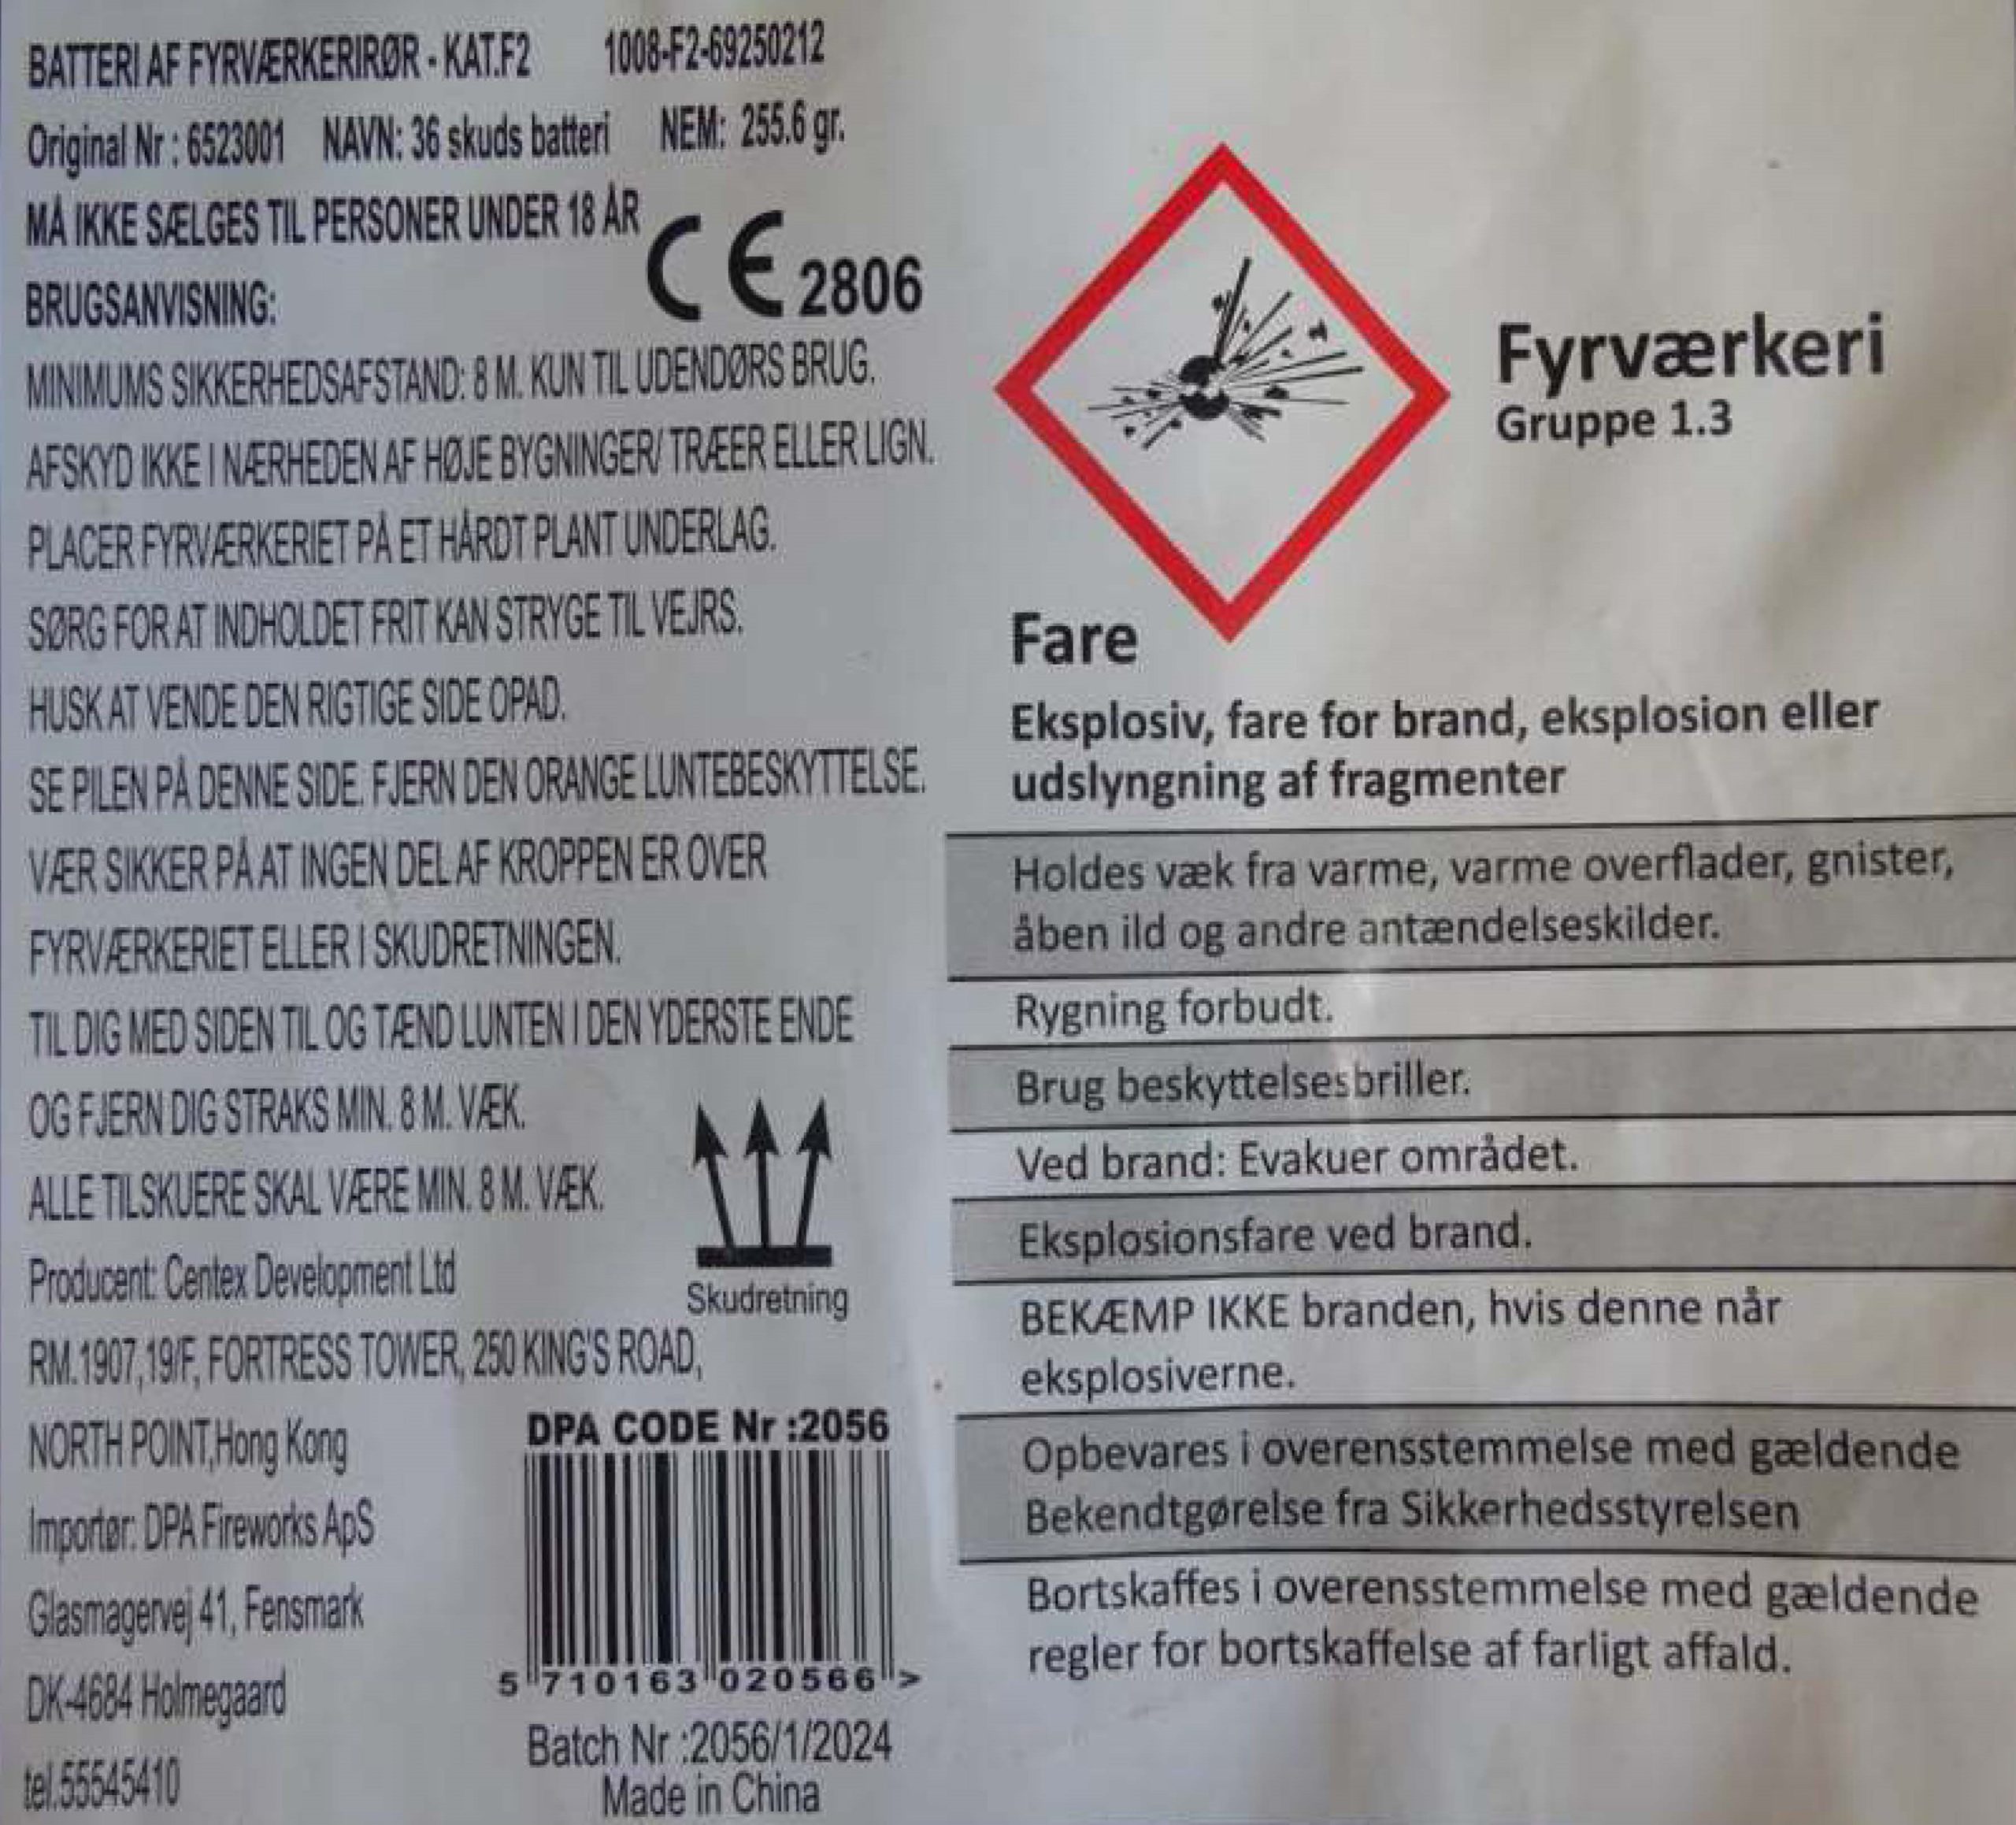 BATTERI AF FYRVÆRKERIRØR - KAT.F2 1008-F2-69250212
Original Nr : 6523001 NAVN: 36 skuds batteri NEM: 255.6 gr.
MÅ IKKE SÆLGES TIL PERSONER UNDER 18 ÅR
CE 2806
BRUGSANVISNING:
MINIMUMS SIKKERHEDSAFSTAND: 8 M. KUN TIL UDENDØRS BRUG.
AFSKYD IKKE I NÆRHEDEN AF HØJE BYGNINGER/ TRÆER ELLER LIGN.
PLACER FYRVÆRKERIET PÅ ET HÅRDT PLANT UNDERLAG.
SØRG FOR AT INDHOLDET FRIT KAN STRYGE TIL VEJRS.
HUSK AT VENDE DEN RIGTIGE SIDE OPAD.
SE PILEN PÅ DENNE SIDE. FJERN DEN ORANGE LUNTEBESKYTTELSE.
VÆR SIKKER PÅ AT INGEN DEL AF KROPPEN ER OVER
FYRVÆRKERIET ELLER I SKUDRETNINGEN.
TIL DIG MED SIDEN TIL OG TÆND LUNTEN I DEN YDERSTE ENDE
OG FJERN DIG STRAKS MIN. 8 M. VÆK.
ALLE TILSKUERE SKAL VÆRE MIN. 8 M. VÆK.
Skudretning
Producent: Centex Development Ltd
RM.1907,19/F, FORTRESS TOWER, 250 KING'S ROAD,
NORTH POINT,Hong Kong
Importør: DPA Fireworks ApS
Glasmagervej 41, Fensmark
DK-4684 Holmegaard
tel.55545410
DPA CODE Nr :2056
5 710163 020566 >
Batch Nr :2056/1/2024
Made in China
Fyrværkeri
Gruppe 1.3
Fare
Eksplosiv, fare for brand, eksplosion eller
udslyngning af fragmenter
Holdes væk fra varme, varme overflader, gnister,
åben ild og andre antændelseskilder.
Rygning forbudt.
Brug beskyttelsesbriller.
Ved brand: Evakuer området.
Eksplosionsfare ved brand.
BEKÆMP IKKE branden, hvis denne når
eksplosiverne.
Opbevares i overensstemmelse med gældende
Bekendtgørelse fra Sikkerhedsstyrelsen
Bortskaffes i overensstemmelse med gældende
regler for bortskaffelse af farligt affald.